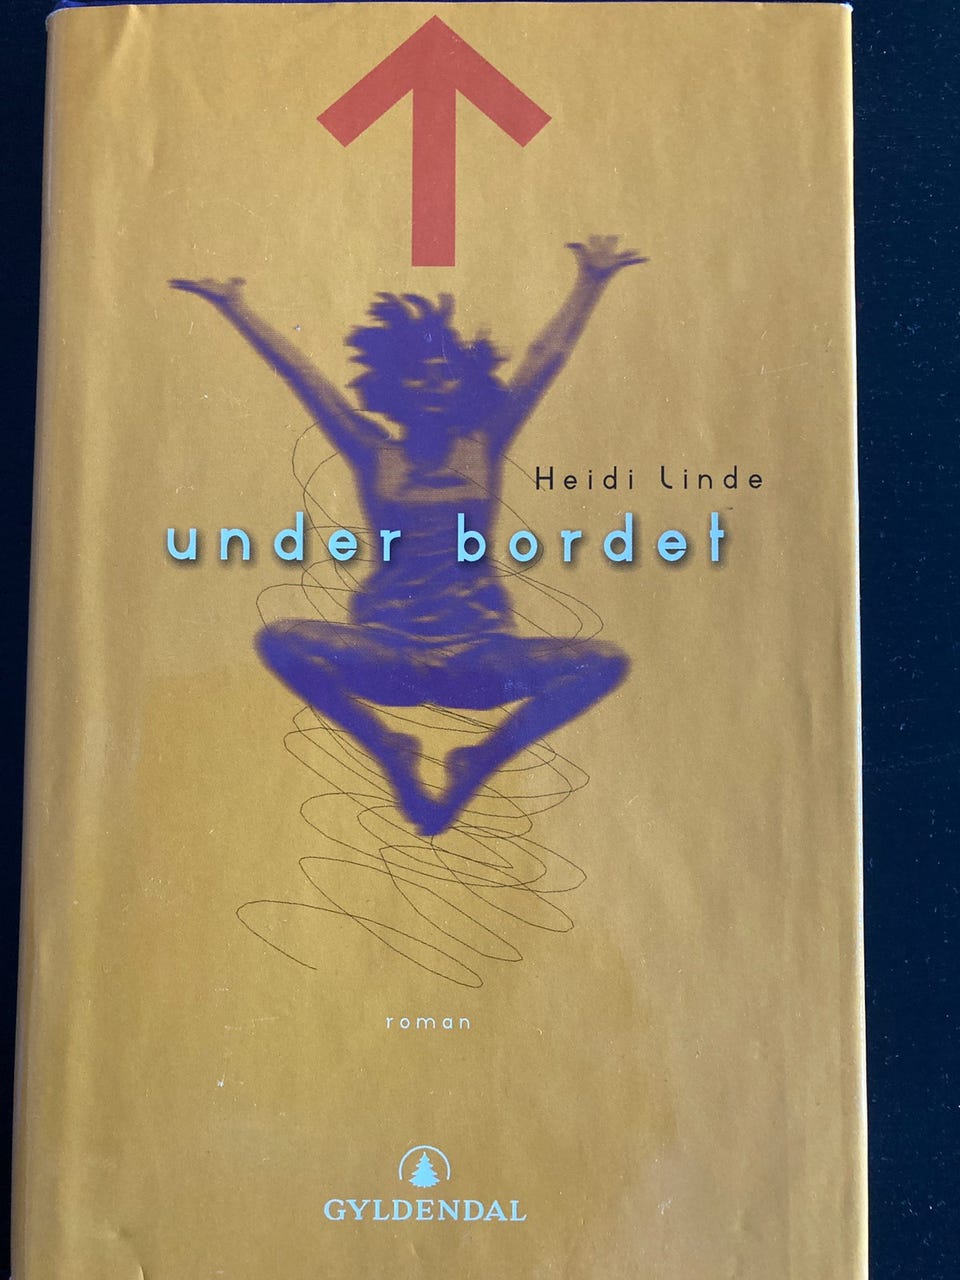 Heidi Linde
under bordet
roman
GYLDENDAL